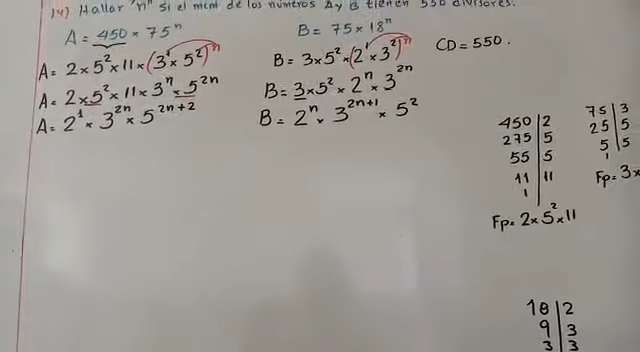 14) Hallar "n" si el mcm de los números A y B tienen 550 divisores.
A = 450 × 75ⁿ
B = 75 × 18ⁿ
CD = 550.
A = 2 × 5² × 11 × (3¹ × 5²)ⁿ
B = 3 × 5² × (2¹ × 3²)ⁿ
A = 2 × 5² × 11 × 3ⁿ × 5²ⁿ
B = 3 × 5² × 2ⁿ × 3²ⁿ
A = 2¹ × 3²ⁿ × 5²ⁿ⁺²
B = 2ⁿ × 3²ⁿ⁺¹ × 5²
450 | 2
275 | 5
55 | 5
11 | 11
1
Fp = 2 × 5² × 11
75 | 3
25 | 5
5 | 5
1
Fp = 3 ×
18 | 2
9 | 3
3 | 3